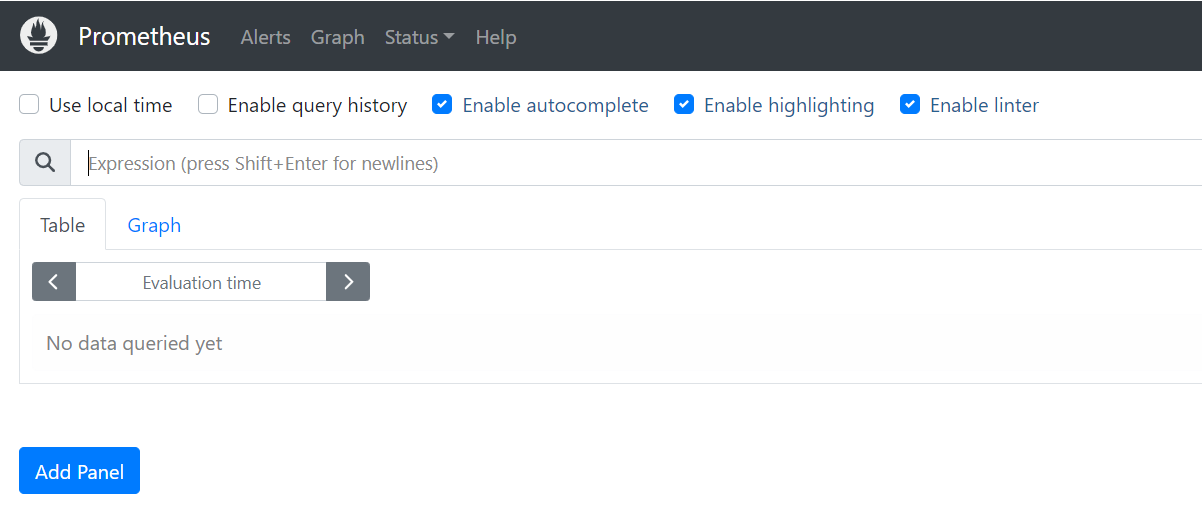 Prometheus Alerts Graph Status Help
Use local time Enable query history Enable autocomplete Enable highlighting Enable linter
Expression (press Shift+Enter for newlines)
Table Graph
Evaluation time
No data queried yet
Add Panel